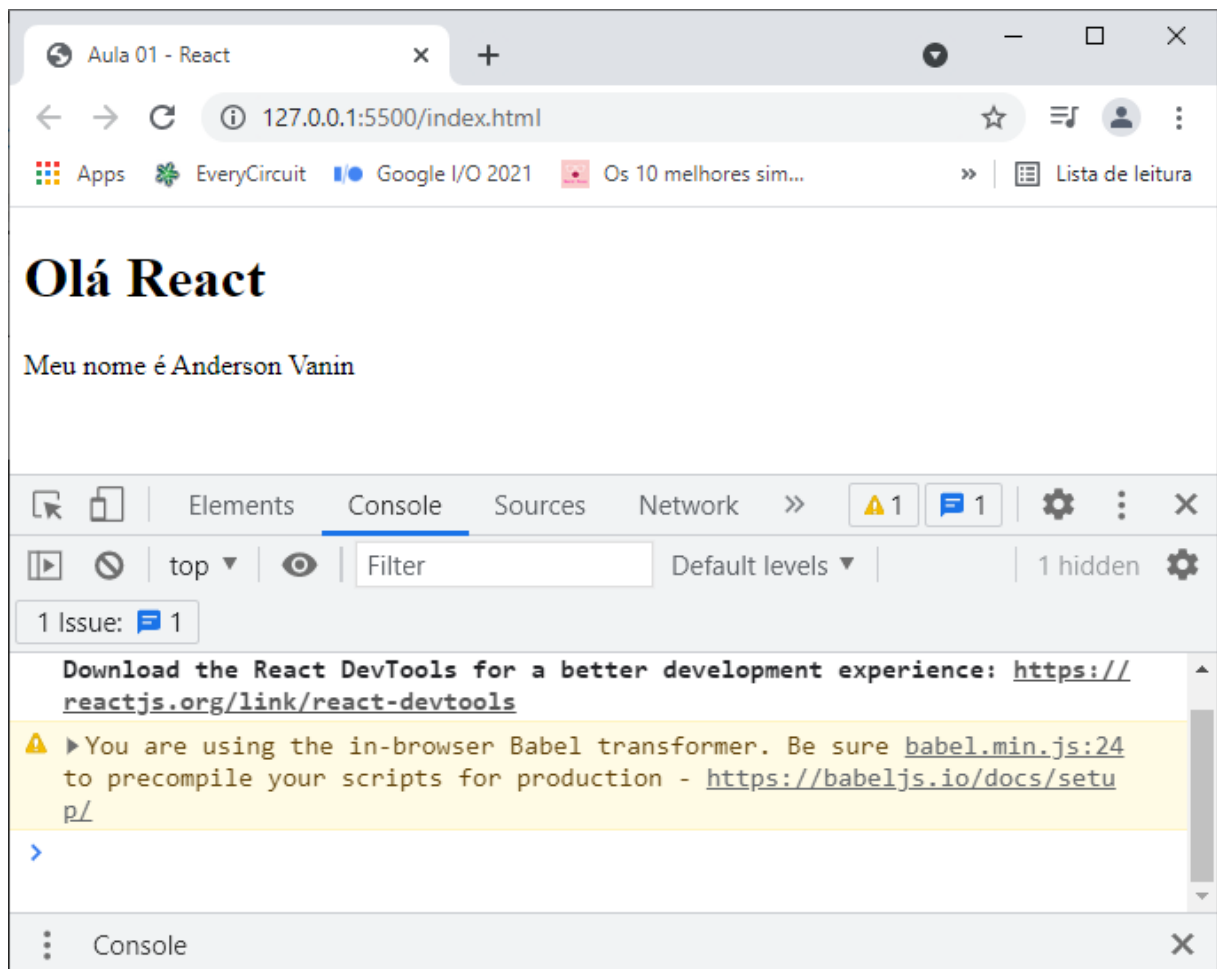 Aula 01 - React
127.0.0.1:5500/index.html
Apps EveryCircuit Google I/O 2021 Os 10 melhores sim... » Lista de leitura
Olá React
Meu nome é Anderson Vanin
Elements Console Sources Network » 1 1
top Filter Default levels 1 hidden
1 Issue: 1
Download the React DevTools for a better development experience: https://
reactjs.org/link/react-devtools
You are using the in-browser Babel transformer. Be sure babel.min.js:24
to precompile your scripts for production - https://babeljs.io/docs/setu
p/
Console